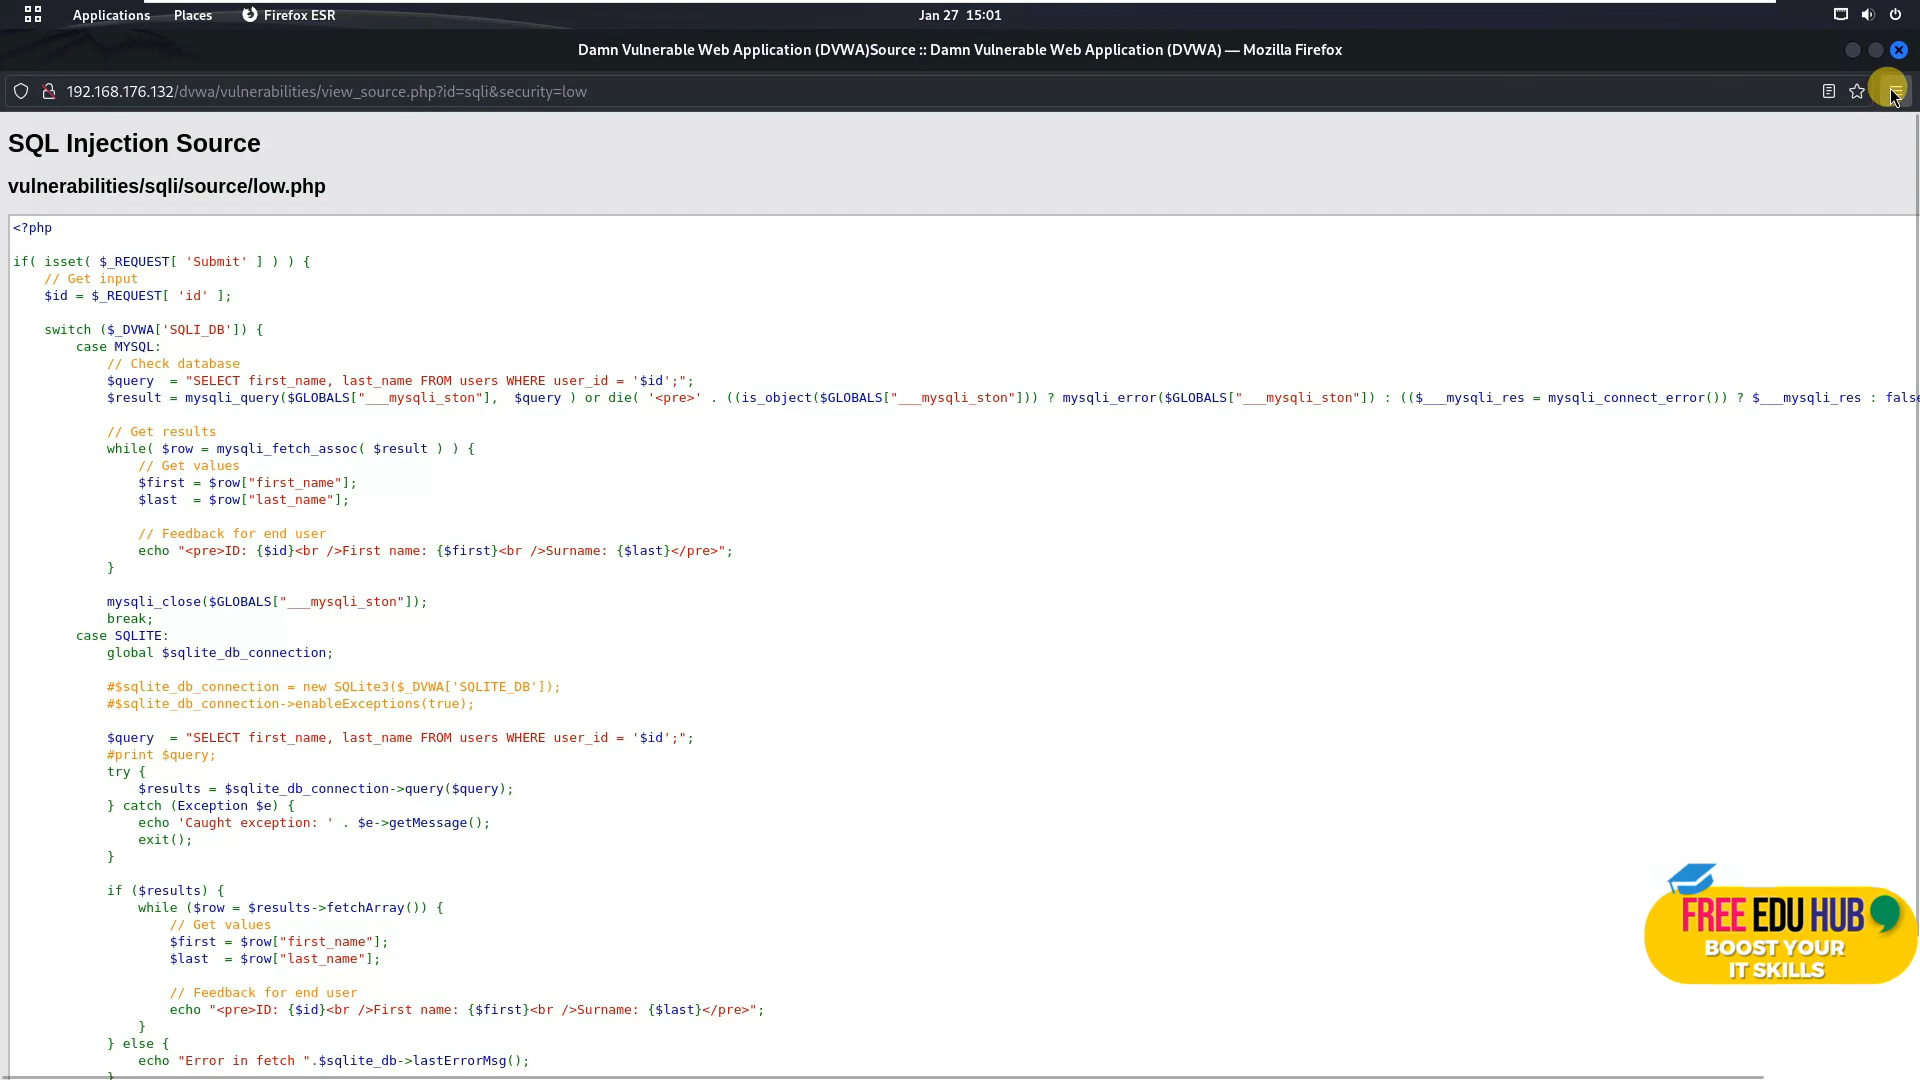 Applications Places Firefox ESR Jan 27 15:01
Damn Vulnerable Web Application (DVWA)Source :: Damn Vulnerable Web Application (DVWA) — Mozilla Firefox
192.168.176.132/dvwa/vulnerabilities/view_source.php?id=sqli&security=low
SQL Injection Source
vulnerabilities/sqli/source/low.php
<?php
if( isset( $_REQUEST[ 'Submit' ] ) ) {
// Get input
$id = $_REQUEST[ 'id' ];
switch ($_DVWA['SQLI_DB']) {
case MYSQL:
// Check database
$query  = "SELECT first_name, last_name FROM users WHERE user_id = '$id';";
$result = mysqli_query($GLOBALS["___mysqli_ston"],  $query ) or die( '<pre>' . ((is_object($GLOBALS["___mysqli_ston"])) ? mysqli_error($GLOBALS["___mysqli_ston"]) : (($___mysqli_res = mysqli_connect_error()) ? $___mysqli_res : false
// Get results
while( $row = mysqli_fetch_assoc( $result ) ) {
// Get values
$first = $row["first_name"];
$last  = $row["last_name"];
// Feedback for end user
echo "<pre>ID: {$id}<br />First name: {$first}<br />Surname: {$last}</pre>";
}
mysqli_close($GLOBALS["___mysqli_ston"]);
break;
case SQLITE:
global $sqlite_db_connection;
#$sqlite_db_connection = new SQLite3($_DVWA['SQLITE_DB']);
#$sqlite_db_connection->enableExceptions(true);
$query  = "SELECT first_name, last_name FROM users WHERE user_id = '$id';";
#print $query;
try {
$results = $sqlite_db_connection->query($query);
} catch (Exception $e) {
echo 'Caught exception: ' . $e->getMessage();
exit();
}
if ($results) {
while ($row = $results->fetchArray()) {
// Get values
$first = $row["first_name"];
$last  = $row["last_name"];
// Feedback for end user
echo "<pre>ID: {$id}<br />First name: {$first}<br />Surname: {$last}</pre>";
}
} else {
echo "Error in fetch ".$sqlite_db->lastErrorMsg();
}
FREE EDU HUB
BOOST YOUR
IT SKILLS